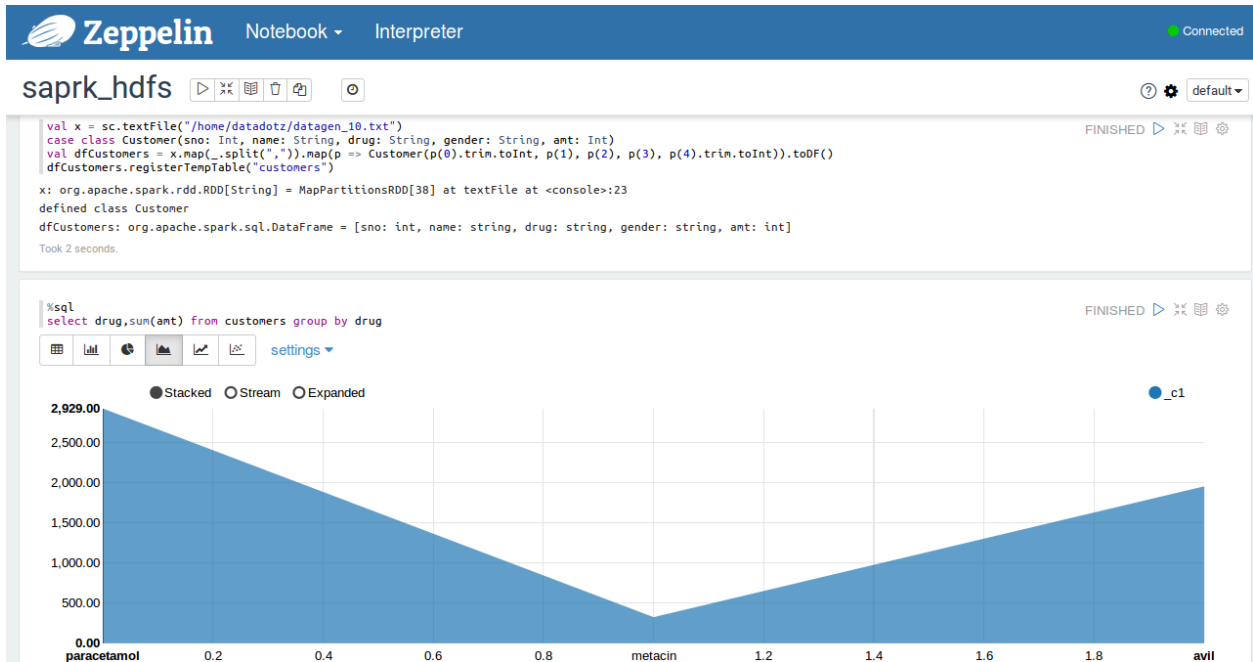 Zeppelin Notebook Interpreter Connected
saprk_hdfs default
val x = sc.textFile("/home/datadotz/datagen_10.txt") FINISHED
case class Customer(sno: Int, name: String, drug: String, gender: String, amt: Int)
val dfCustomers = x.map(_.split(",")).map(p => Customer(p(0).trim.toInt, p(1), p(2), p(3), p(4).trim.toInt)).toDF()
dfCustomers.registerTempTable("customers")
x: org.apache.spark.rdd.RDD[String] = MapPartitionsRDD[38] at textFile at <console>:23
defined class Customer
dfCustomers: org.apache.spark.sql.DataFrame = [sno: int, name: string, drug: string, gender: string, amt: int]
Took 2 seconds.
%sql FINISHED
select drug,sum(amt) from customers group by drug
settings
Stacked Stream Expanded _c1
2,929.00
2,500.00
2,000.00
1,500.00
1,000.00
500.00
0.00
paracetamol 0.2 0.4 0.6 0.8 metacin 1.2 1.4 1.6 1.8 avil